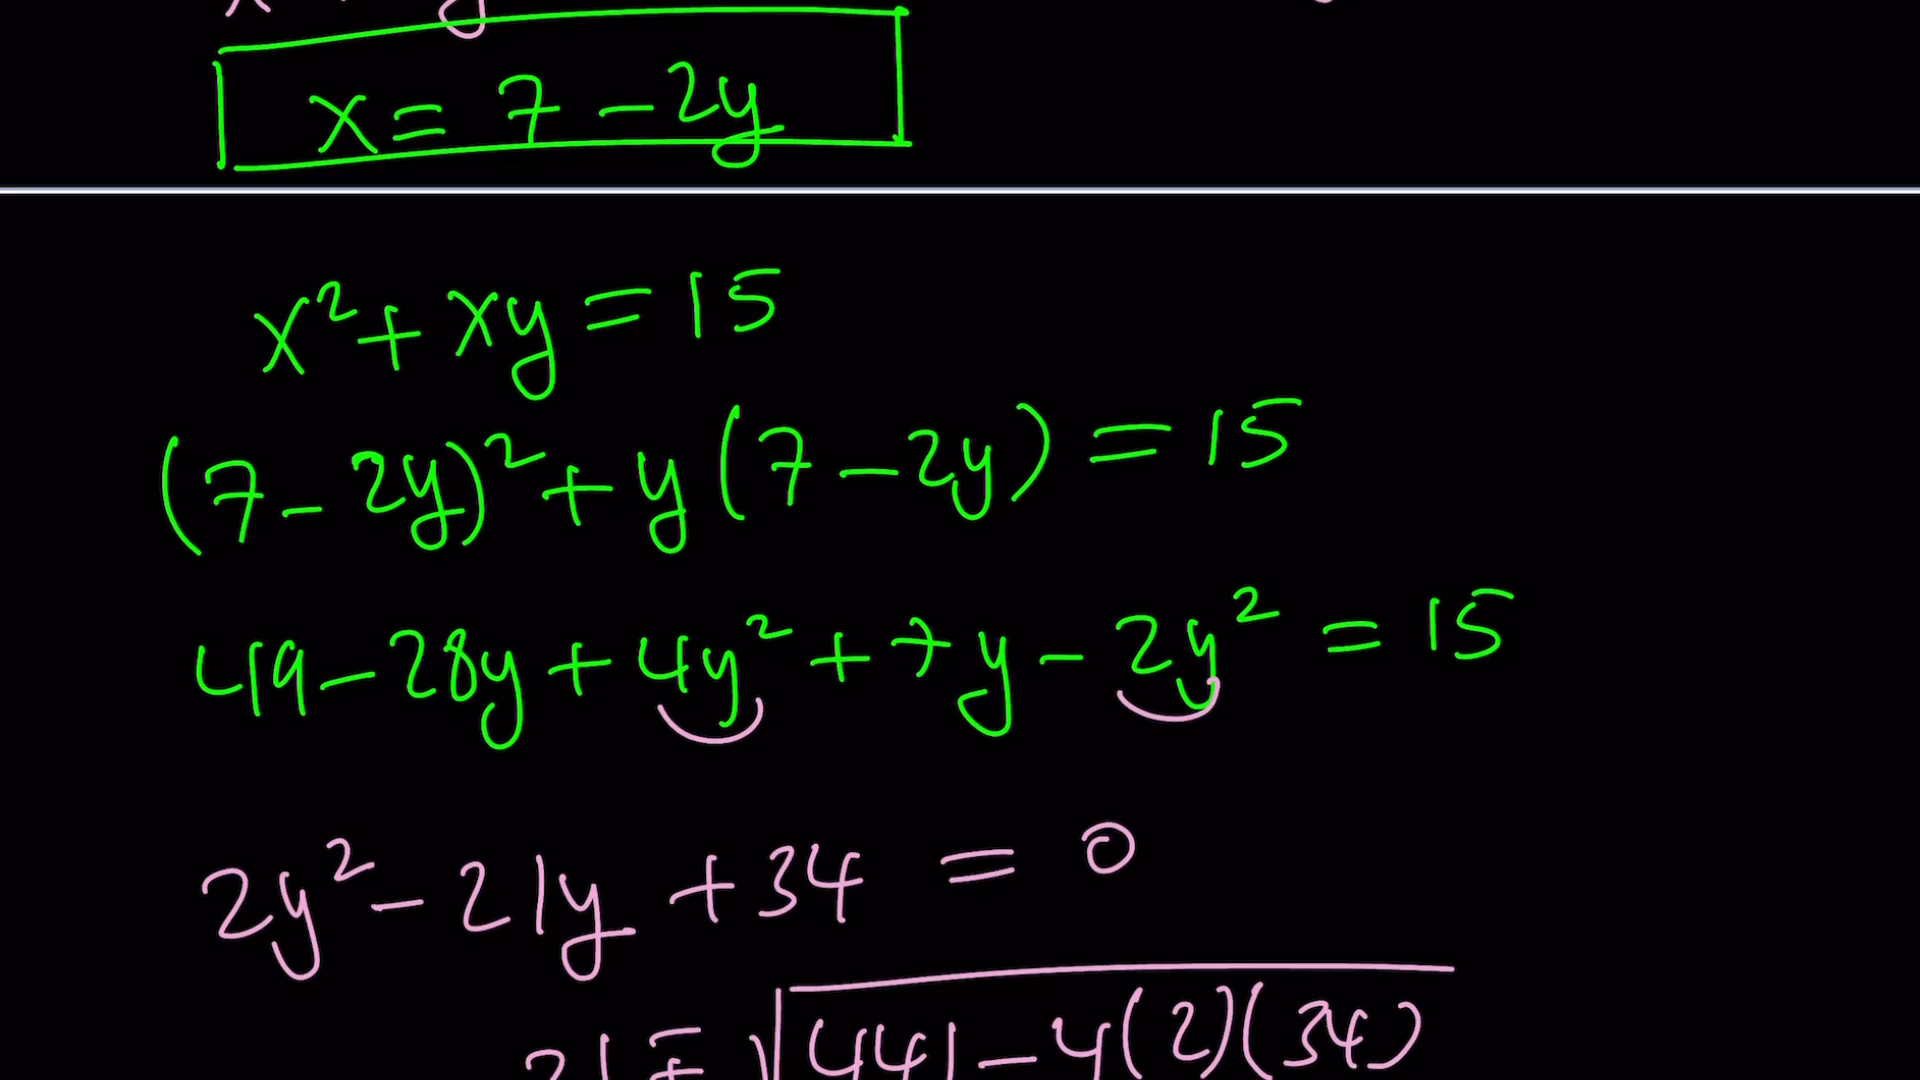 x = 7 - 2y
x² + xy = 15
(7 - 2y)² + y (7 - 2y) = 15
49 - 28y + 4y² + 7y - 2y² = 15
2y² - 21y + 34 = 0
21 ∓ √441 - 4(2)(34)